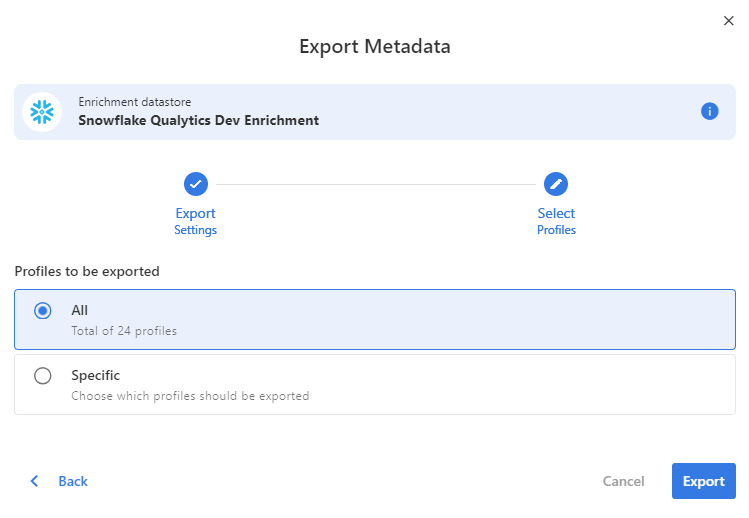 Export Metadata
Enrichment datastore
Snowflake Qualytics Dev Enrichment
Export
Settings
Select
Profiles
Profiles to be exported
All
Total of 24 profiles
Specific
Choose which profiles should be exported
Back
Cancel
Export